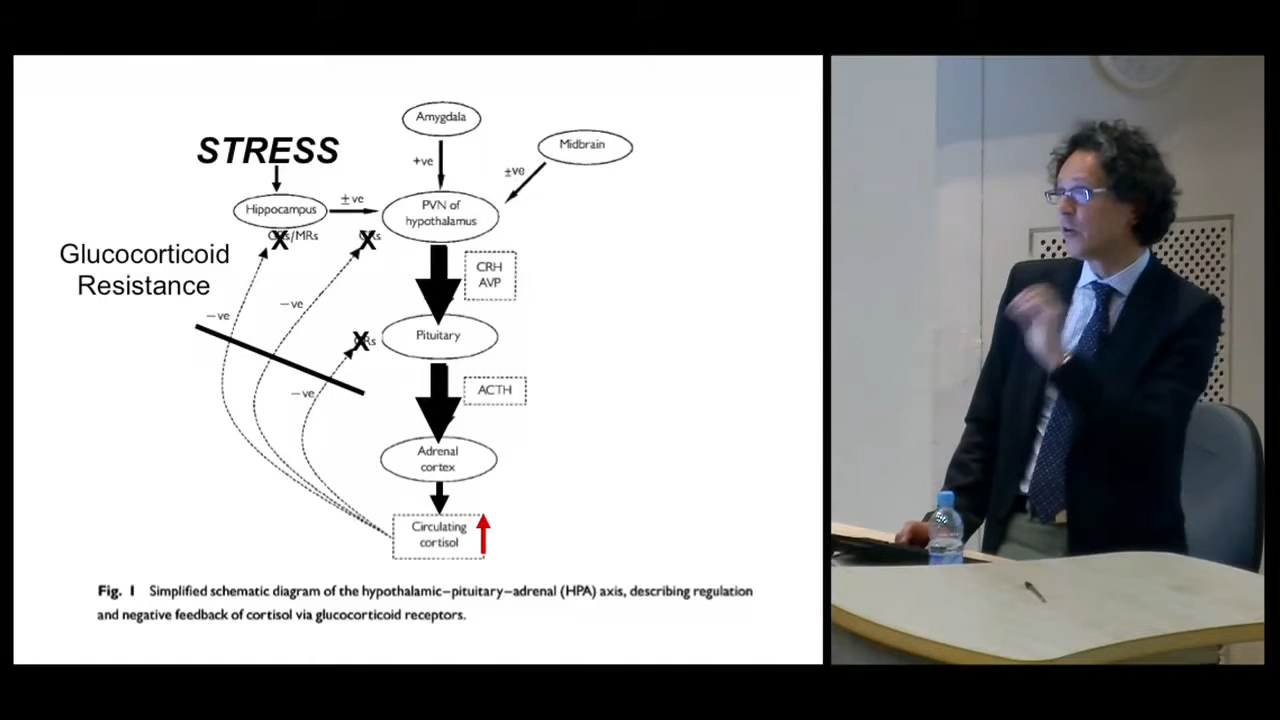 Amygdala
STRESS
Midbrain
+ve
±ve
Hippocampus
± ve
PVN of
hypothalamus
GRs/MRs
Glucocorticoid
Resistance
CRH
AVP
−ve
−ve
Pituitary
−ve
ACTH
Adrenal
cortex
Circulating
cortisol
Fig. 1 Simplified schematic diagram of the hypothalamic–pituitary–adrenal (HPA) axis, describing regulation
and negative feedback of cortisol via glucocorticoid receptors.